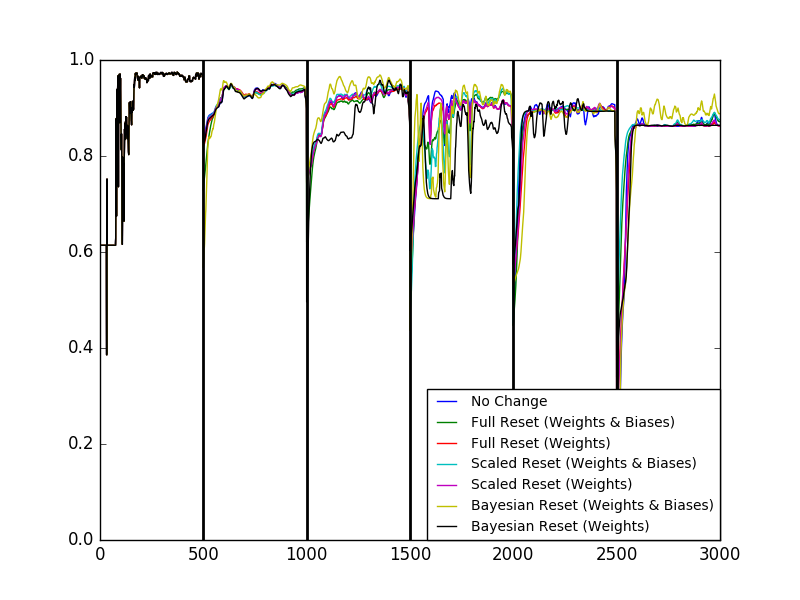 1.0
0.8
0.6
0.4
0.2
0.0
No Change
Full Reset (Weights & Biases)
Full Reset (Weights)
Scaled Reset (Weights & Biases)
Scaled Reset (Weights)
Bayesian Reset (Weights & Biases)
Bayesian Reset (Weights)
0 500 1000 1500 2000 2500 3000